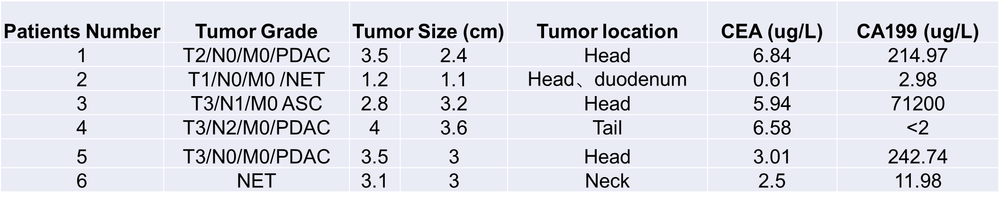 Patients Number Tumor Grade Tumor Size (cm) Tumor location CEA (ug/L) CA199 (ug/L)
1 T2/N0/M0/PDAC 3.5 2.4 Head 6.84 214.97
2 T1/N0/M0 /NET 1.2 1.1 Head、duodenum 0.61 2.98
3 T3/N1/M0 ASC 2.8 3.2 Head 5.94 71200
4 T3/N2/M0/PDAC 4 3.6 Tail 6.58 <2
5 T3/N0/M0/PDAC 3.5 3 Head 3.01 242.74
6 NET 3.1 3 Neck 2.5 11.98